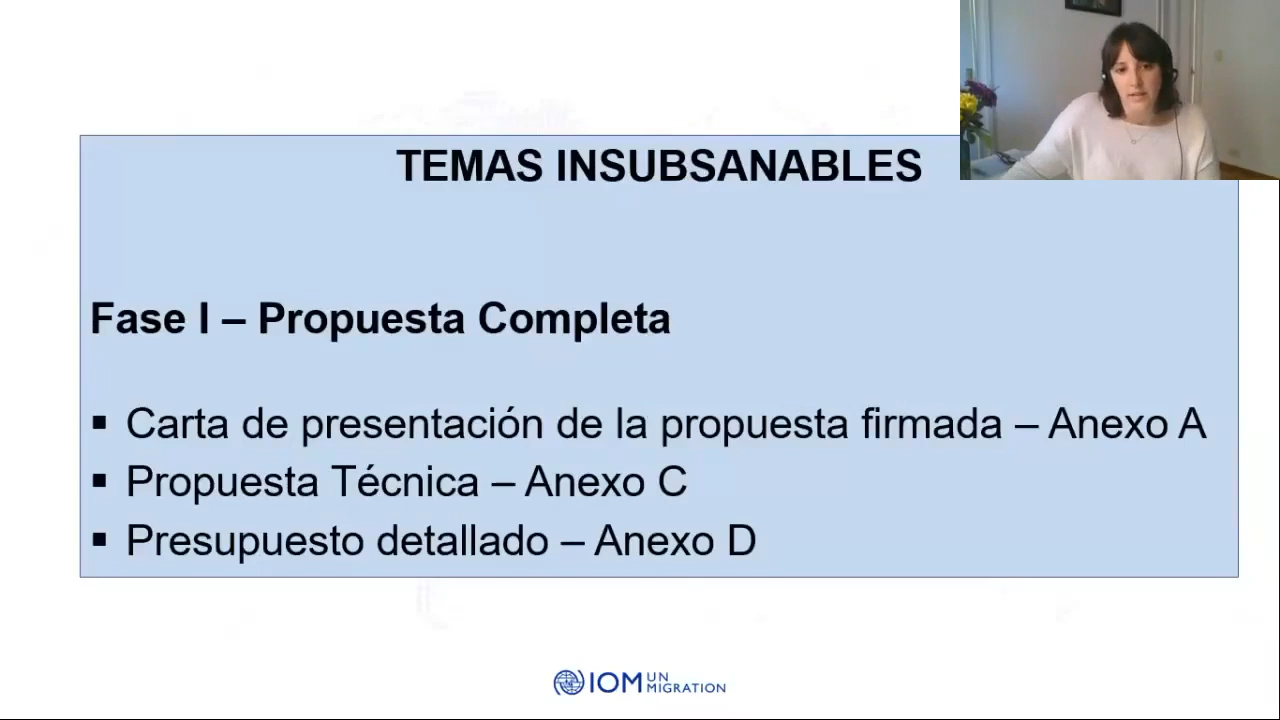 TEMAS INSUBSANABLES
Fase I – Propuesta Completa
▪ Carta de presentación de la propuesta firmada – Anexo A
▪ Propuesta Técnica – Anexo C
▪ Presupuesto detallado – Anexo D
IOM UN MIGRATION